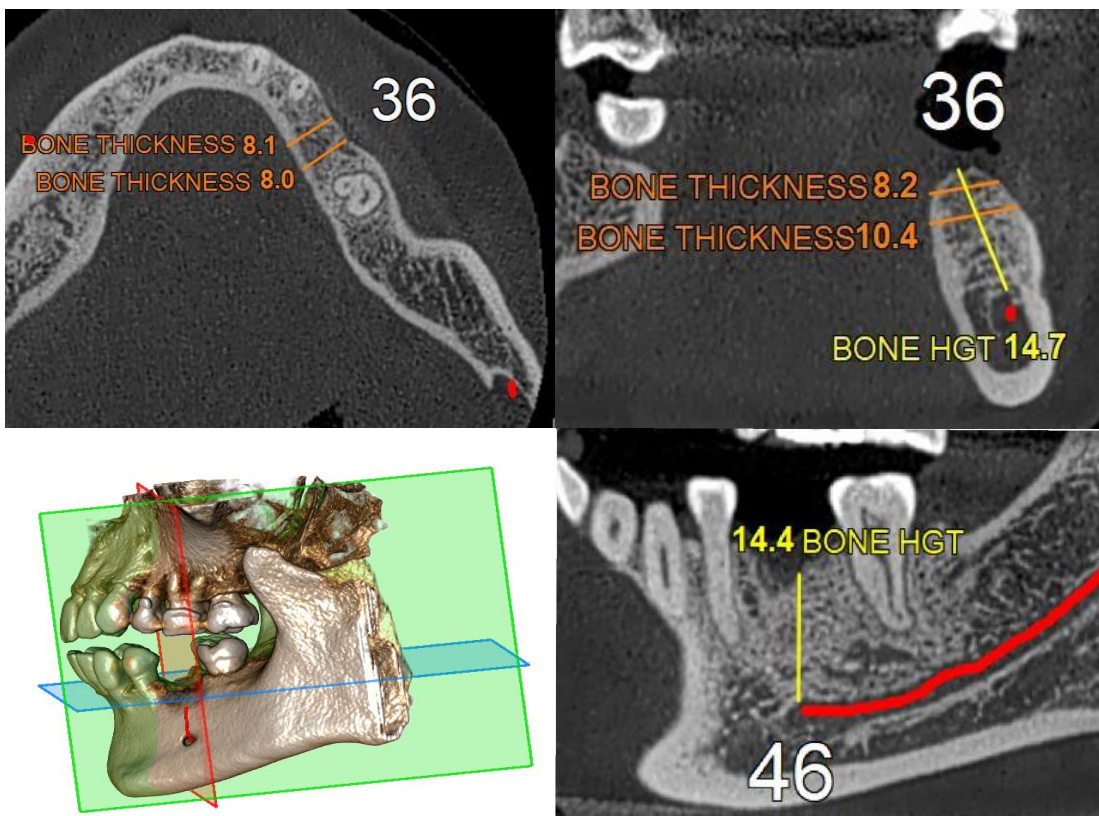 36
BONE THICKNESS 8.1
BONE THICKNESS 8.0
36
BONE THICKNESS 8.2
BONE THICKNESS 10.4
BONE HGT 14.7
14.4 BONE HGT
46